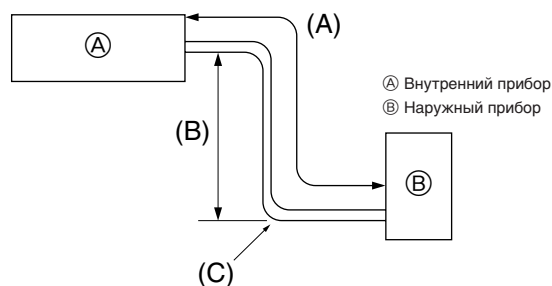 (A)
Ⓐ
Ⓐ Внутренний прибор
Ⓑ Наружный прибор
(B)
Ⓑ
(C)